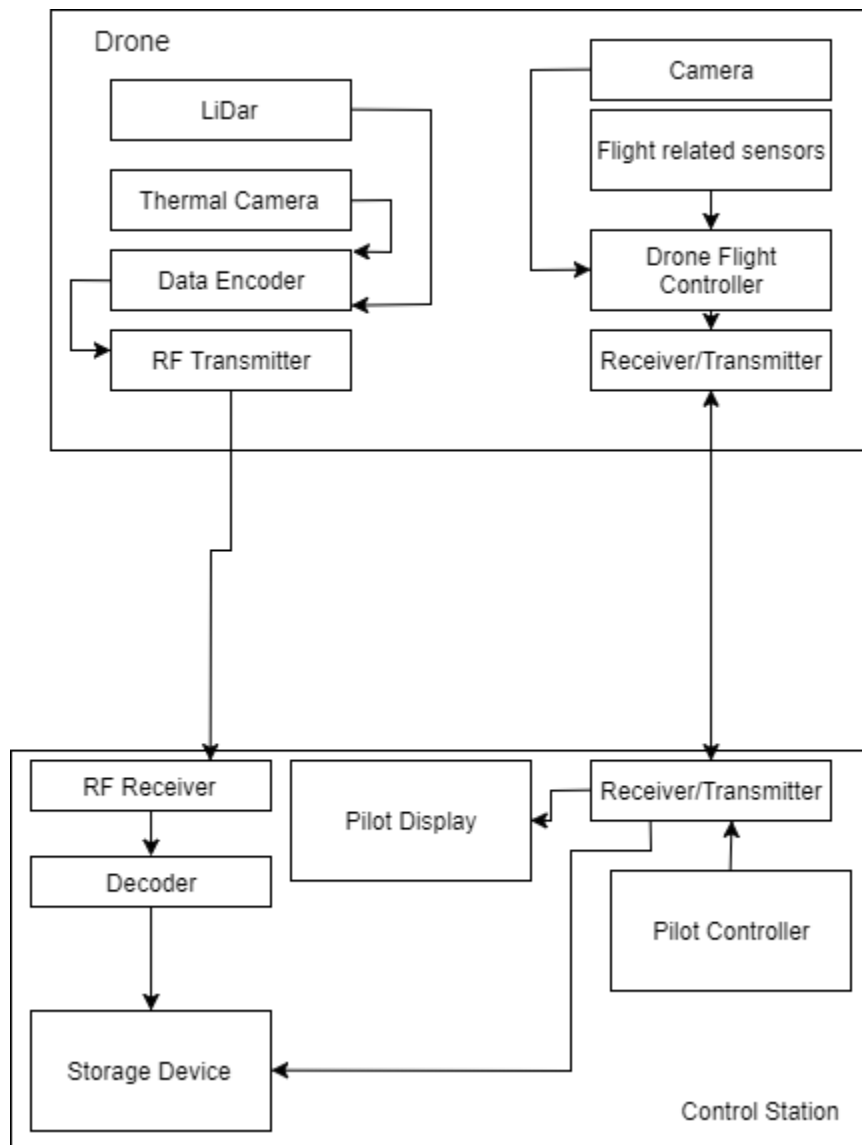 Drone
Camera
LiDar
Flight related sensors
Thermal Camera
Drone Flight
Controller
Data Encoder
RF Transmitter
Receiver/Transmitter
RF Receiver
Pilot Display
Receiver/Transmitter
Decoder
Pilot Controller
Storage Device
Control Station